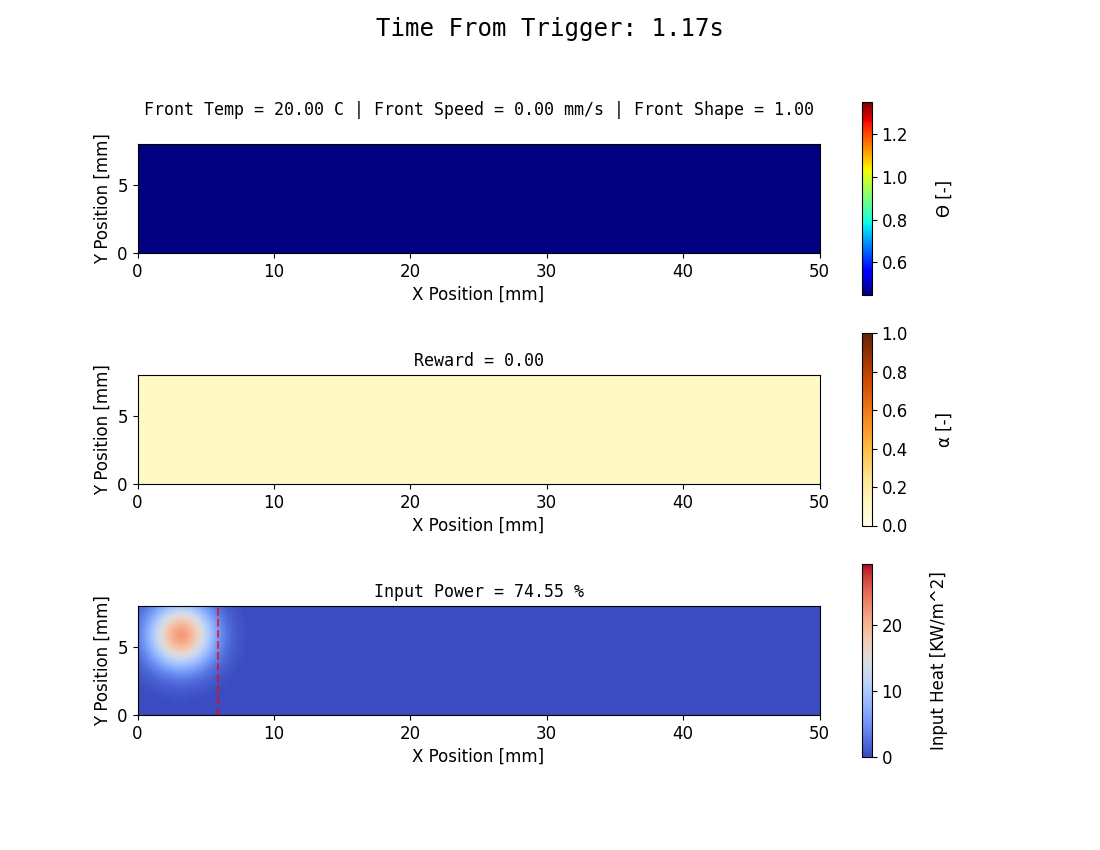 Time From Trigger: 1.17s
Front Temp = 20.00 C | Front Speed = 0.00 mm/s | Front Shape = 1.00
Y Position [mm]
5
0
0 10 20 30 40 50
X Position [mm]
1.2
1.0
0.8
0.6
Θ [-]
Reward = 0.00
Y Position [mm]
5
0
0 10 20 30 40 50
X Position [mm]
1.0
0.8
0.6
0.4
0.2
0.0
α [-]
Input Power = 74.55 %
Y Position [mm]
5
0
0 10 20 30 40 50
X Position [mm]
20
10
0
Input Heat [KW/m^2]